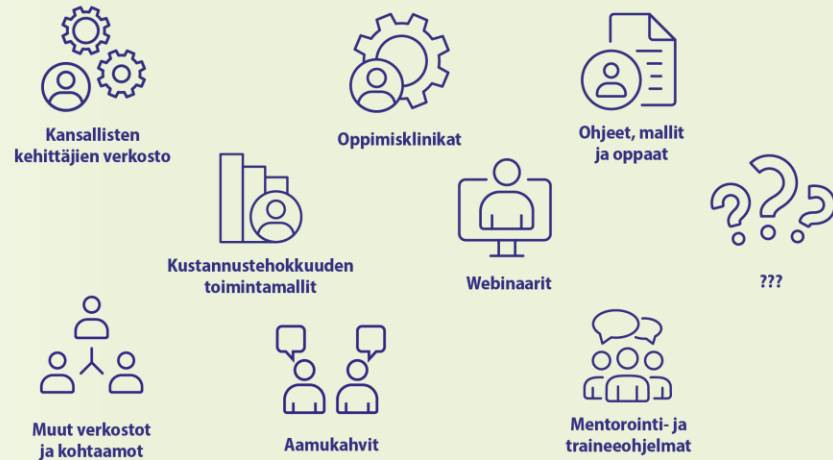 Kansallisten
kehittäjien verkosto
Oppimisklinikat
Ohjeet, mallit
ja oppaat
Kustannustehokkuuden
toimintamallit
Webinaarit
???
Muut verkostot
ja kohtaamot
Aamukahvit
Mentorointi- ja
traineeohjelmat